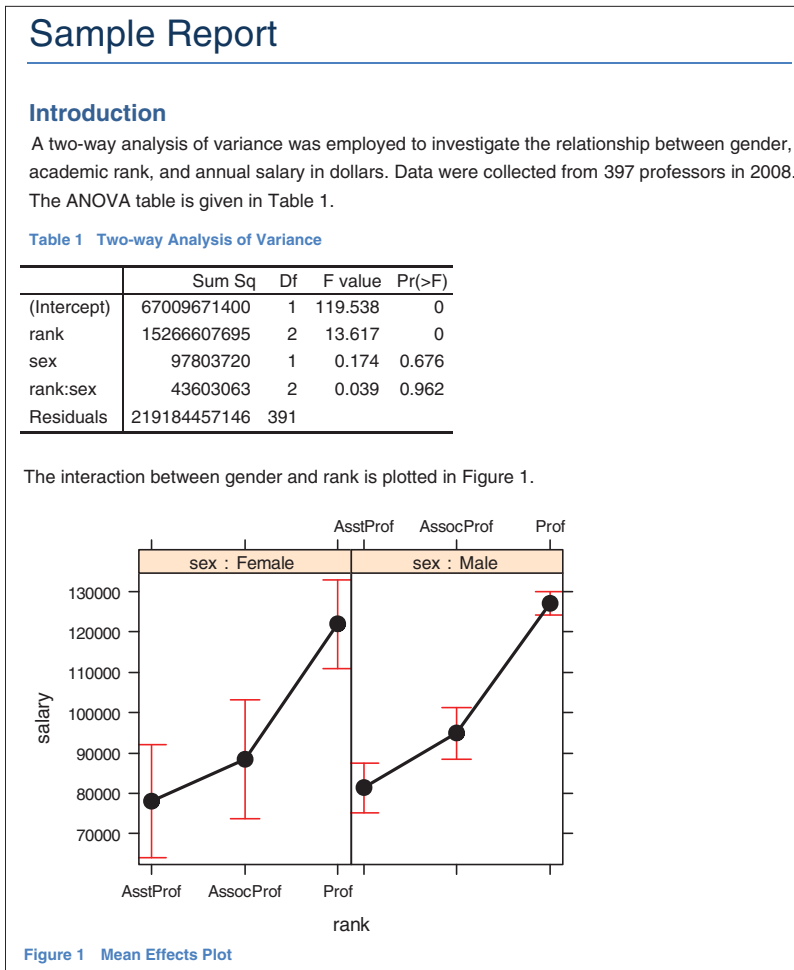 Sample Report
Introduction
A two-way analysis of variance was employed to investigate the relationship between gender,
academic rank, and annual salary in dollars. Data were collected from 397 professors in 2008.
The ANOVA table is given in Table 1.
Table 1 Two-way Analysis of Variance
Sum Sq Df F value Pr(>F)
(Intercept) 67009671400 1 119.538 0
rank 15266607695 2 13.617 0
sex 97803720 1 0.174 0.676
rank:sex 43603063 2 0.039 0.962
Residuals 219184457146 391
The interaction between gender and rank is plotted in Figure 1.
AsstProf AssocProf Prof
sex : Female sex : Male
130000
120000
110000
100000
90000
80000
70000
salary
AsstProf AssocProf Prof
rank
Figure 1 Mean Effects Plot